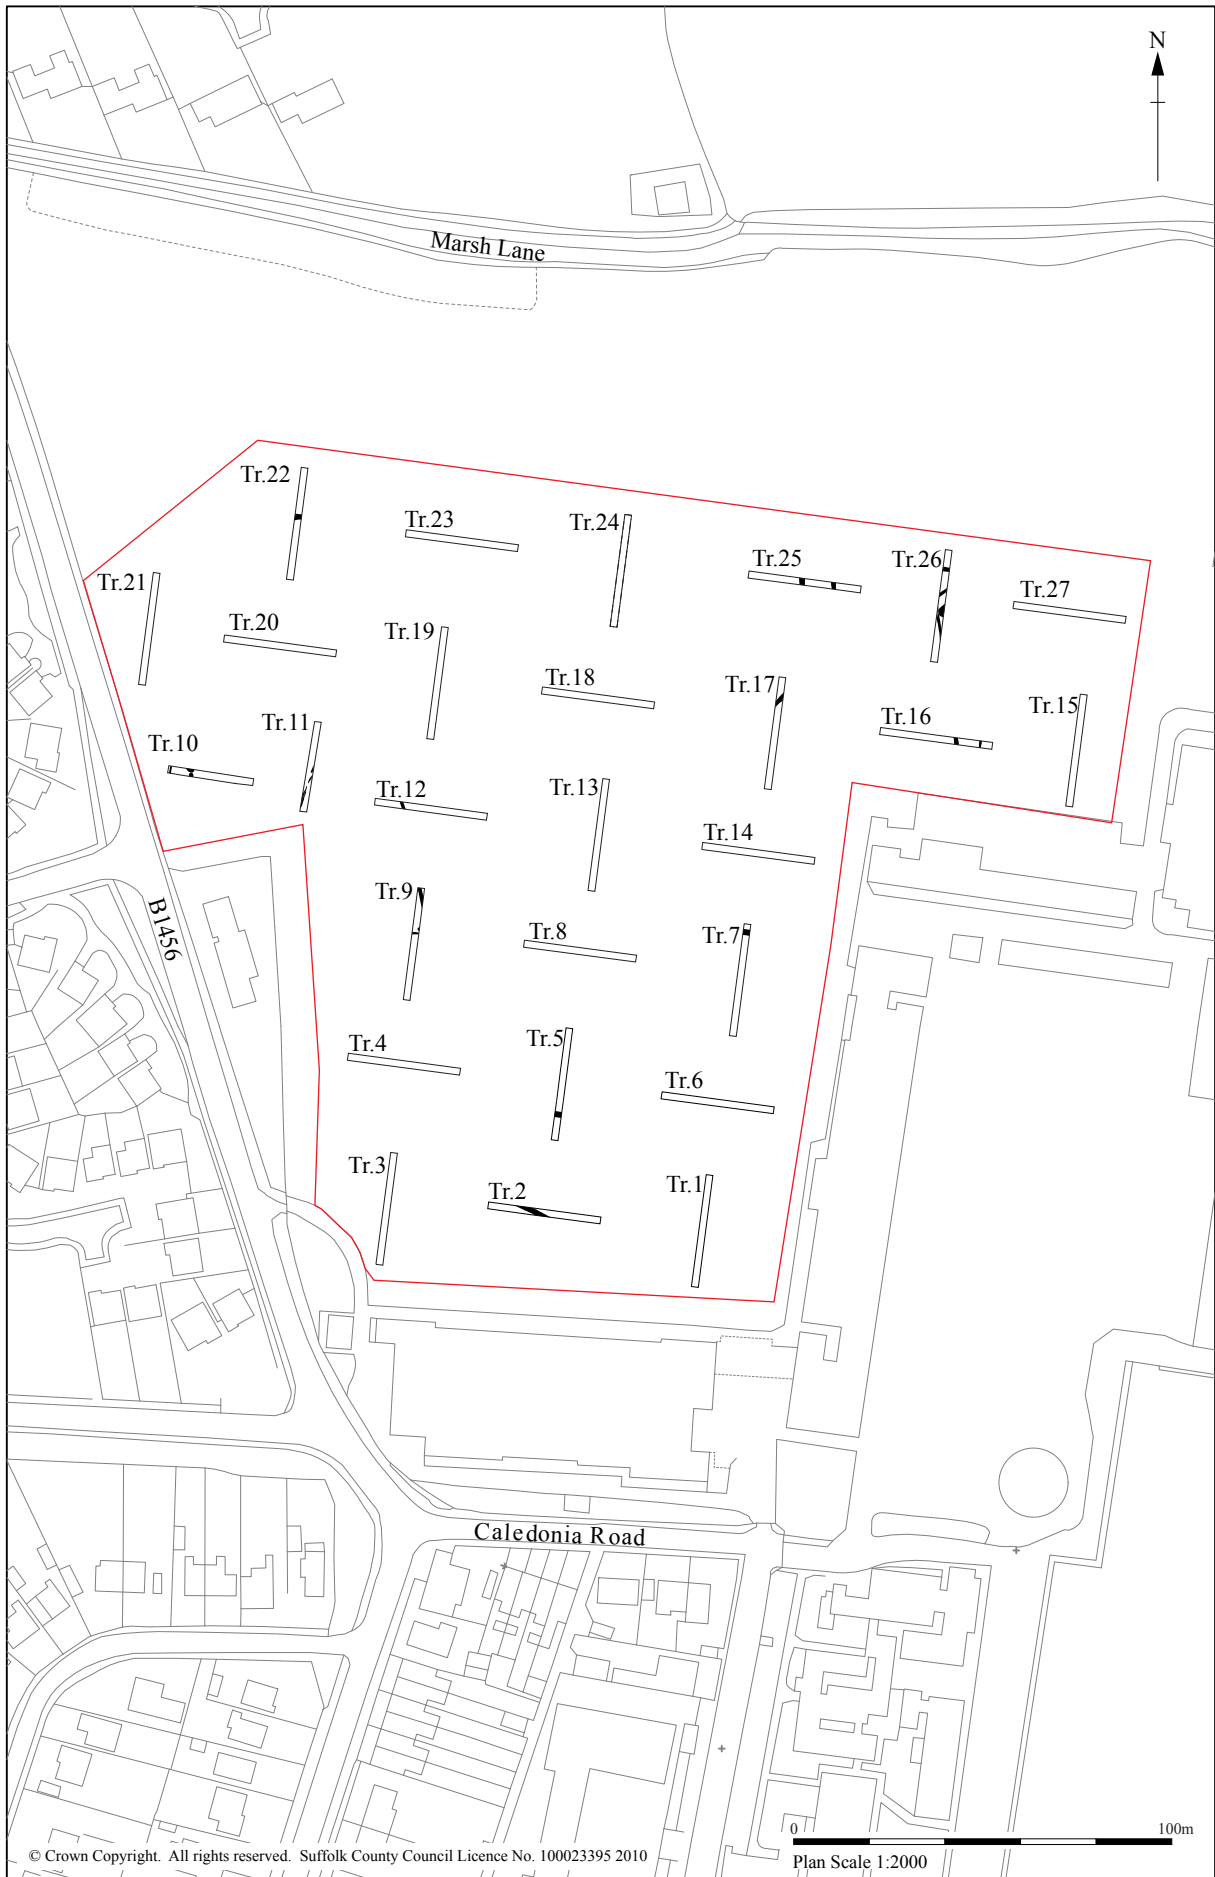 N
Marsh Lane
Tr.22
Tr.23
Tr.24
Tr.25
Tr.26
Tr.27
Tr.21
Tr.20
Tr.19
Tr.18
Tr.17
Tr.16
Tr.15
Tr.10
Tr.11
Tr.12
Tr.13
Tr.14
Tr.9
Tr.8
Tr.7
B1456
Tr.4
Tr.5
Tr.6
Tr.3
Tr.2
Tr.1
Caledonia Road
0 100m
Plan Scale 1:2000
© Crown Copyright. All rights reserved. Suffolk County Council Licence No. 100023395 2010